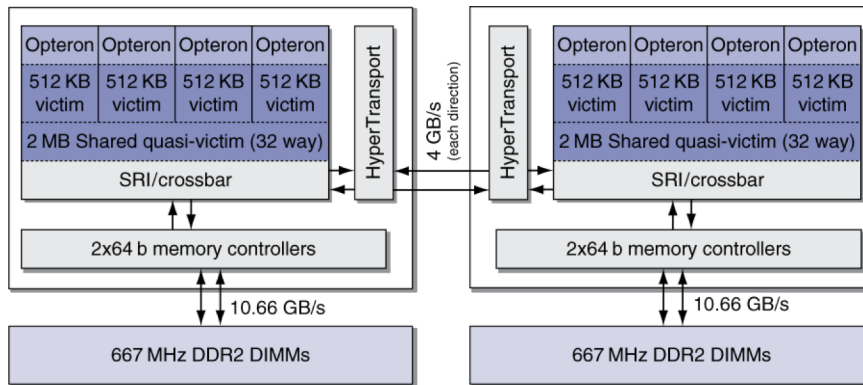 Opteron Opteron Opteron Opteron
512 KB 512 KB 512 KB 512 KB
victim victim victim victim
2 MB Shared quasi-victim (32 way)
SRI/crossbar
HyperTransport
2x64 b memory controllers
10.66 GB/s
667 MHz DDR2 DIMMs
4 GB/s
(each direction)
HyperTransport
Opteron Opteron Opteron Opteron
512 KB 512 KB 512 KB 512 KB
victim victim victim victim
2 MB Shared quasi-victim (32 way)
SRI/crossbar
2x64 b memory controllers
10.66 GB/s
667 MHz DDR2 DIMMs